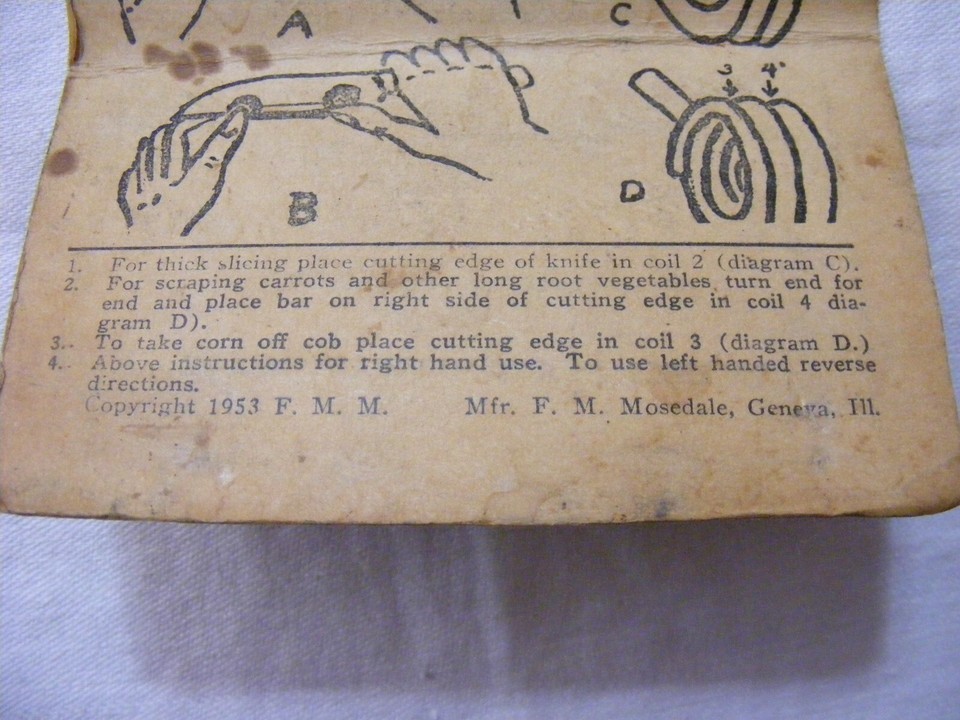 A
C
3 4
B
D
1. For thick slicing place cutting edge of knife in coil 2 (diagram C).
2. For scraping carrots and other long root vegetables turn end for
end and place bar on right side of cutting edge in coil 4 dia-
gram D).
3. To take corn off cob place cutting edge in coil 3 (diagram D.)
4. Above instructions for right hand use. To use left handed reverse
directions.
Copyright 1953 F. M. M. Mfr. F. M. Mosedale, Geneva, Ill.